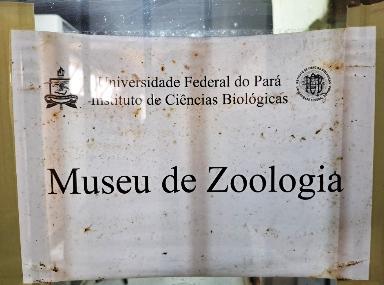 Universidade Federal do Pará
Instituto de Ciências Biológicas
Museu de Zoologia